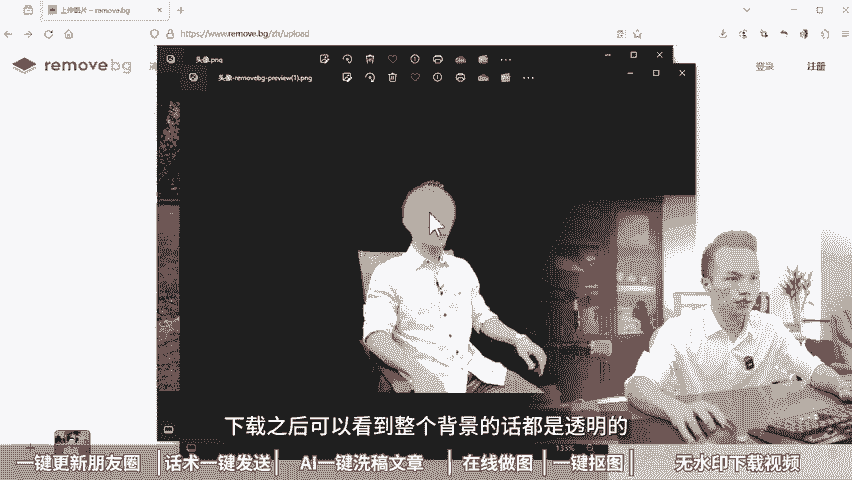 上传图片 – remove.bg
https://www.remove.bg/zh/upload
removebg
登录
注册
头像.png
头像-removebg-preview(1).png
下载之后可以看到整个背景的话都是透明的
133%
一键更新朋友圈 | 话术一键发送 | AI一键洗稿文章 | 在线做图 | 一键抠图 | 无水印下载视频